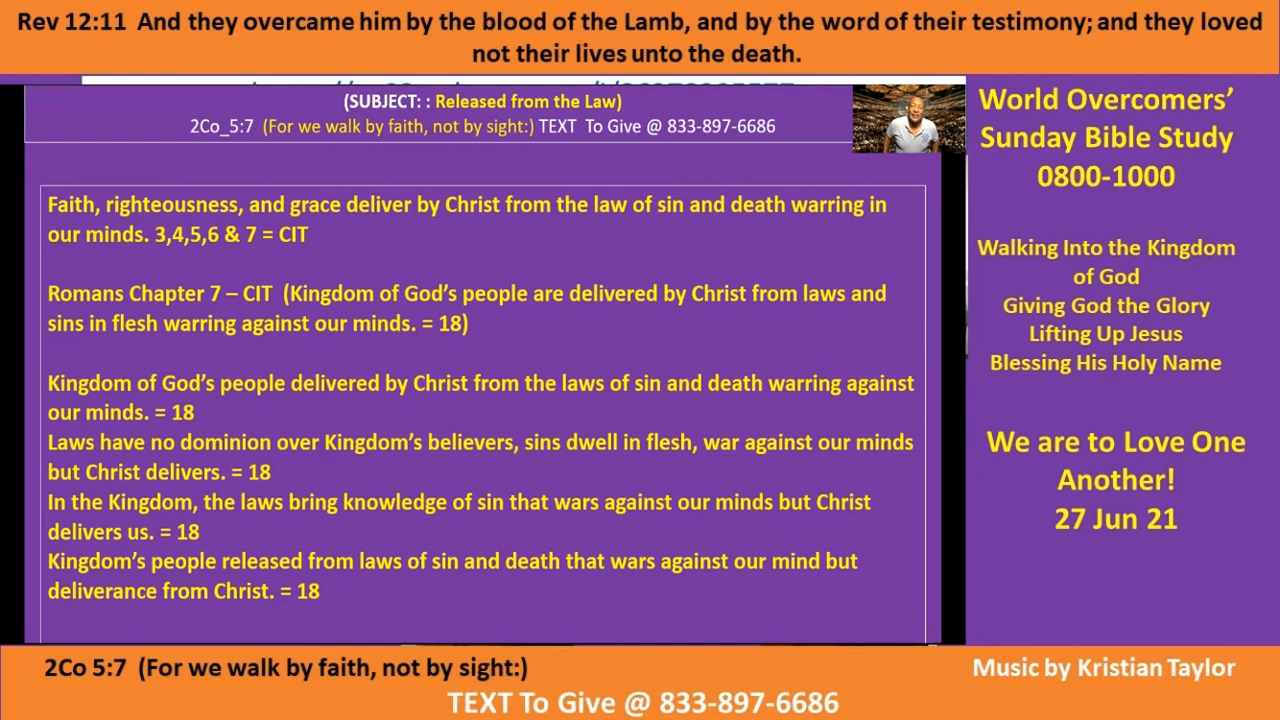 Rev 12:11  And they overcame him by the blood of the Lamb, and by the word of their testimony; and they loved
not their lives unto the death.
(SUBJECT: : Released from the Law)
2Co_5:7  (For we walk by faith, not by sight:) TEXT  To Give @ 833-897-6686
Faith, righteousness, and grace deliver by Christ from the law of sin and death warring in
our minds. 3,4,5,6 & 7 = CIT
Romans Chapter 7 – CIT  (Kingdom of God's people are delivered by Christ from laws and
sins in flesh warring against our minds. = 18)
Kingdom of God's people delivered by Christ from the laws of sin and death warring against
our minds. = 18
Laws have no dominion over Kingdom's believers, sins dwell in flesh, war against our minds
but Christ delivers. = 18
In the Kingdom, the laws bring knowledge of sin that wars against our minds but Christ
delivers us. = 18
Kingdom's people released from laws of sin and death that wars against our mind but
deliverance from Christ. = 18
World Overcomers'
Sunday Bible Study
0800-1000
Walking Into the Kingdom
of God
Giving God the Glory
Lifting Up Jesus
Blessing His Holy Name
We are to Love One
Another!
27 Jun 21
2Co 5:7  (For we walk by faith, not by sight:)
Music by Kristian Taylor
TEXT To Give @ 833-897-6686